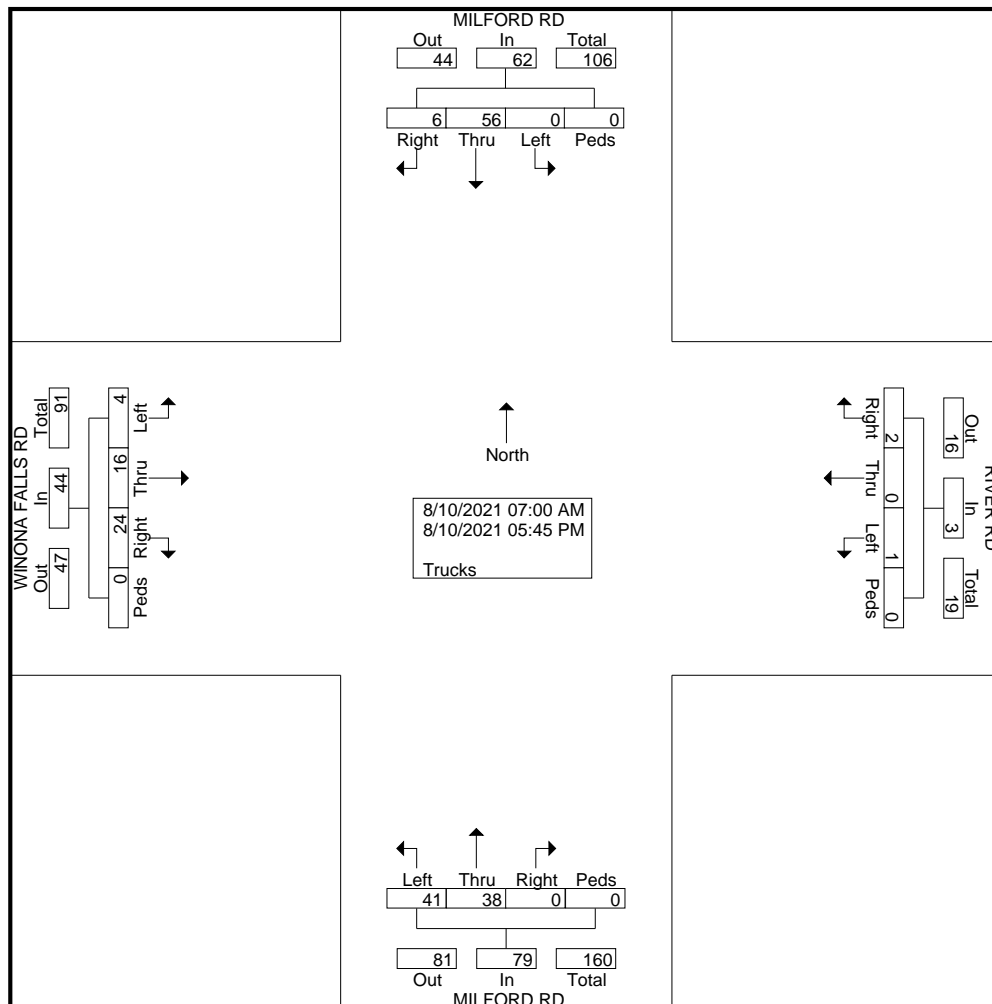 MILFORD RD
Out In Total
44 62 106
6 56 0 0
Right Thru Left Peds
WINONA FALLS RD
Total In Out
91 44 47
4 16 24 0
Left Thru Right Peds
North
8/10/2021 07:00 AM
8/10/2021 05:45 PM
Trucks
RIVER RD
Out In Total
16 3 19
2 0 1 0
Right Thru Left Peds
Left Thru Right Peds
41 38 0 0
81 79 160
Out In Total
MILFORD RD